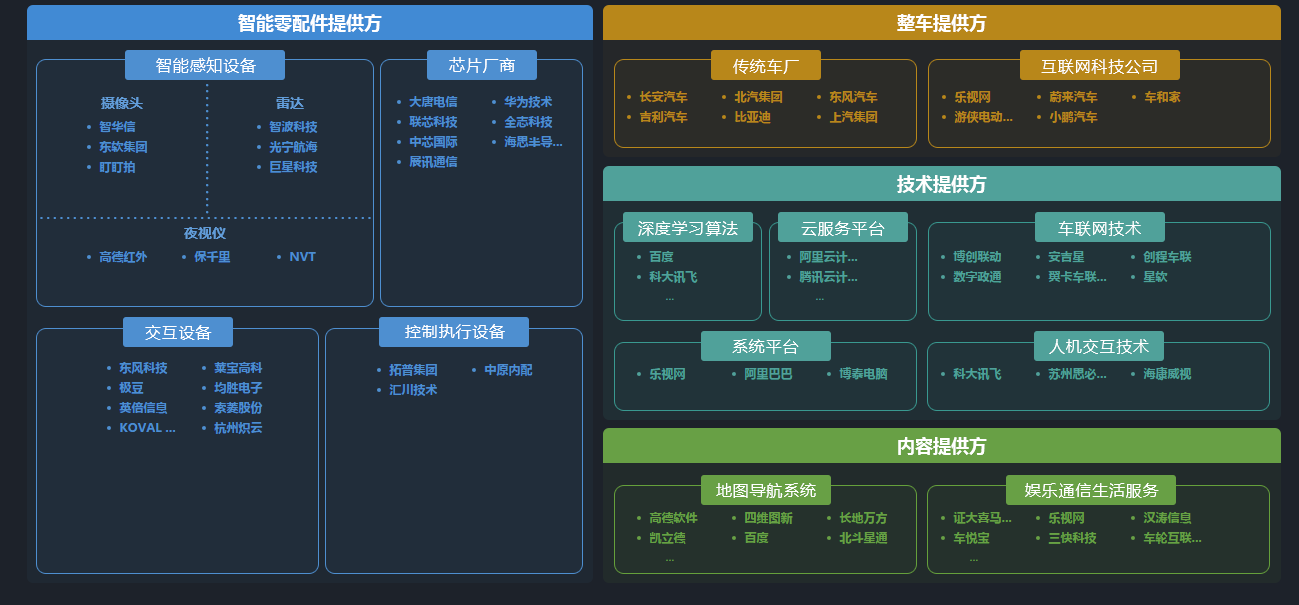 智能零配件提供方
智能感知设备
摄像头
智华信
东软集团
盯盯拍
雷达
智波科技
光宁航海
巨星科技
夜视仪
高德红外 保千里 NVT
芯片厂商
大唐电信 华为技术
联芯科技 全志科技
中芯国际 海思半导...
展讯通信
交互设备
东风科技 莱宝高科
极豆 均胜电子
英倍信息 索菱股份
KOVAL ... 杭州炽云
控制执行设备
拓普集团 中原内配
汇川技术
整车提供方
传统车厂
长安汽车 北汽集团 东风汽车
吉利汽车 比亚迪 上汽集团
互联网科技公司
乐视网 蔚来汽车 车和家
游侠电动... 小鹏汽车
技术提供方
深度学习算法
百度
科大讯飞
...
云服务平台
阿里云计...
腾讯云计...
...
车联网技术
博创联动 安吉星 创程车联
数字政通 翼卡车联... 星软
系统平台
乐视网 阿里巴巴 博泰电脑
人机交互技术
科大讯飞 苏州思必... 海康威视
内容提供方
地图导航系统
高德软件 四维图新 长地万方
凯立德 百度 北斗星通
...
娱乐通信生活服务
证大喜马... 乐视网 汉涛信息
车悦宝 三快科技 车轮互联...
...